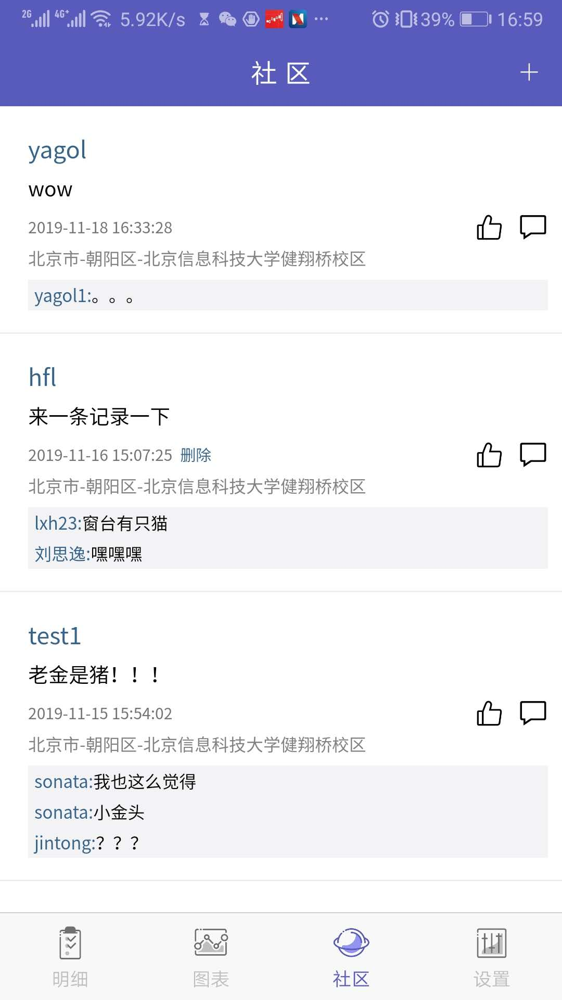 2G 4G+ 5.92K/s ··· 39% 16:59
社区 +
yagol
wow
2019-11-18 16:33:28
北京市-朝阳区-北京信息科技大学健翔桥校区
yagol1:。。。
hfl
来一条记录一下
2019-11-16 15:07:25 删除
北京市-朝阳区-北京信息科技大学健翔桥校区
lxh23:窗台有只猫
刘思逸:嘿嘿嘿
test1
老金是猪！！！
2019-11-15 15:54:02
北京市-朝阳区-北京信息科技大学健翔桥校区
sonata:我也这么觉得
sonata:小金头
jintong:？？？
明细 图表 社区 设置